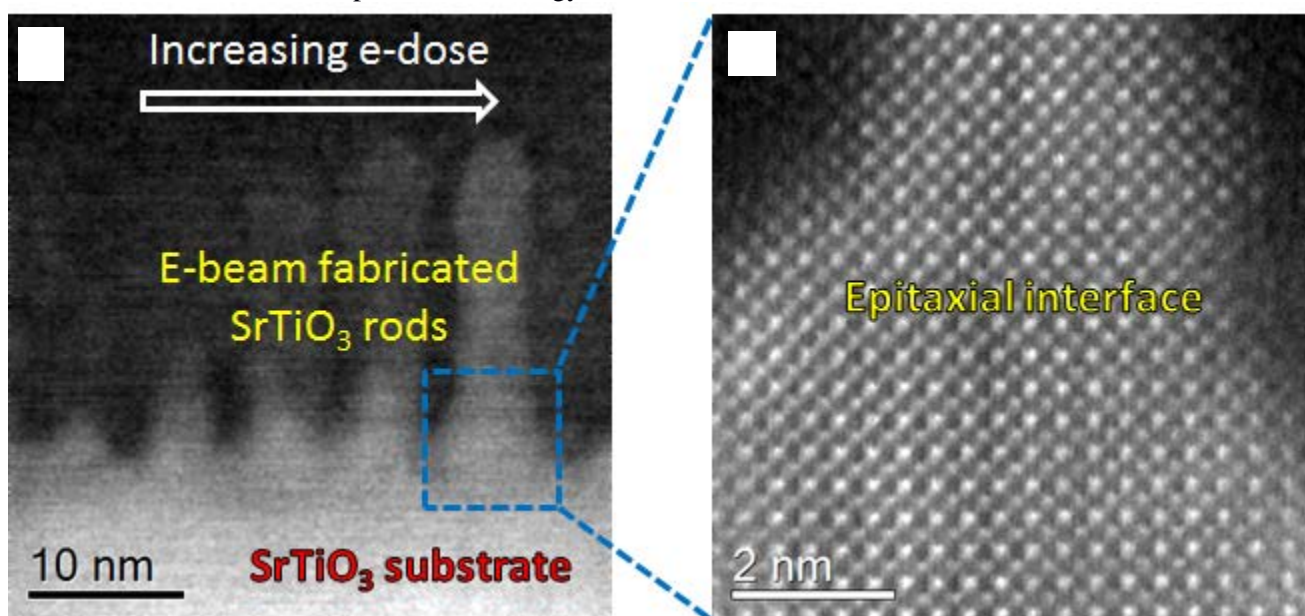 Increasing e-dose
E-beam fabricated
SrTiO₃ rods
10 nm
SrTiO₃ substrate
Epitaxial interface
2 nm